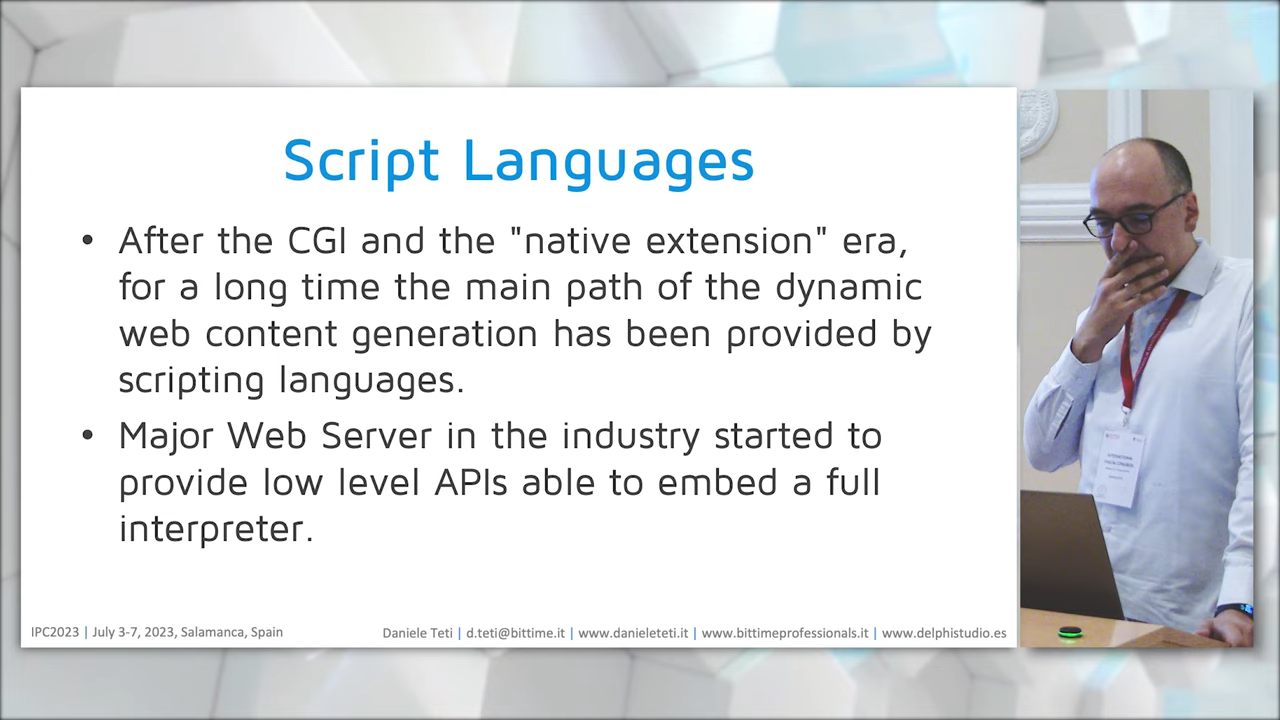 Script Languages
• After the CGI and the "native extension" era,
for a long time the main path of the dynamic
web content generation has been provided by
scripting languages.
• Major Web Server in the industry started to
provide low level APIs able to embed a full
interpreter.
IPC2023 | July 3-7, 2023, Salamanca, Spain
Daniele Teti | d.teti@bittime.it | www.danieleteti.it | www.bittimeprofessionals.it | www.delphistudio.es
INTERNATIONAL
PASCAL CONGRESS